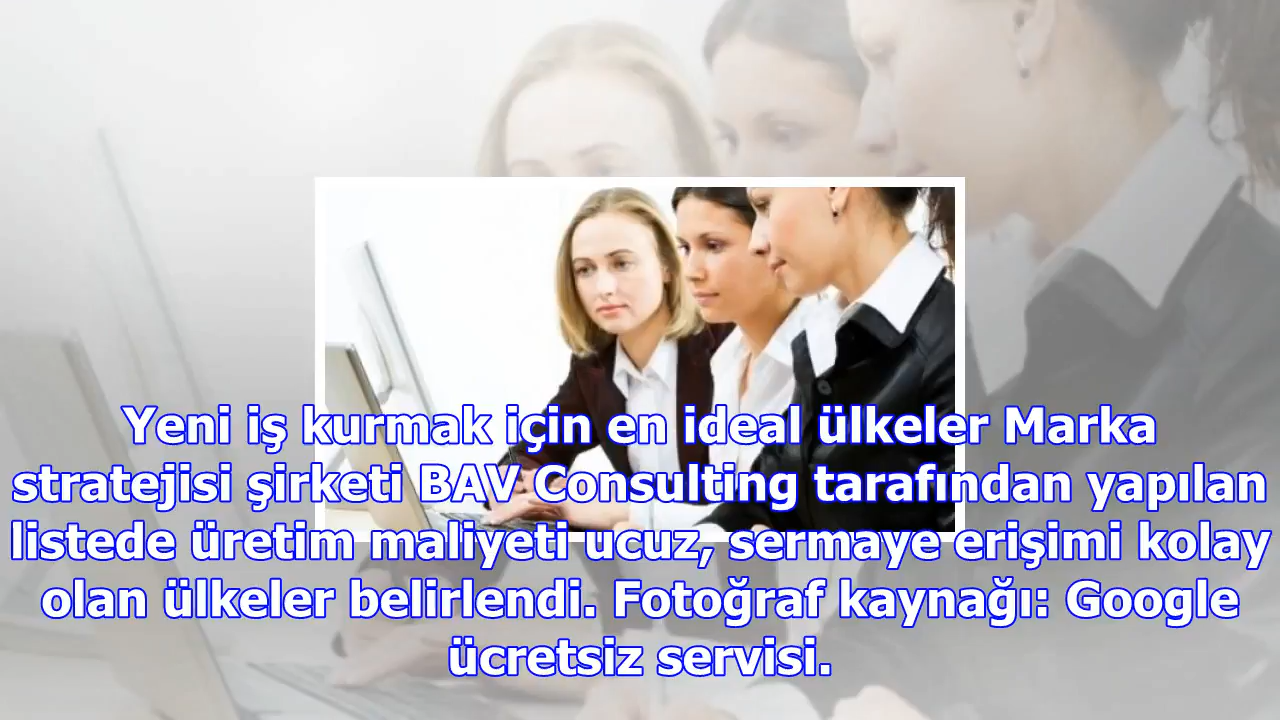 Yeni iş kurmak için en ideal ülkeler Marka
stratejisi şirketi BAV Consulting tarafından yapılan
listede üretim maliyeti ucuz, sermaye erişimi kolay
olan ülkeler belirlendi. Fotoğraf kaynağı: Google
ücretsiz servisi.